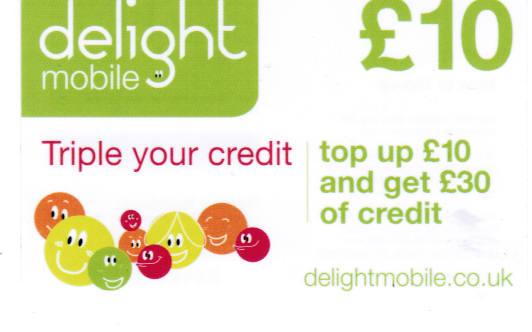 delight
mobile
£10
Triple your credit
top up £10
and get £30
of credit
delightmobile.co.uk